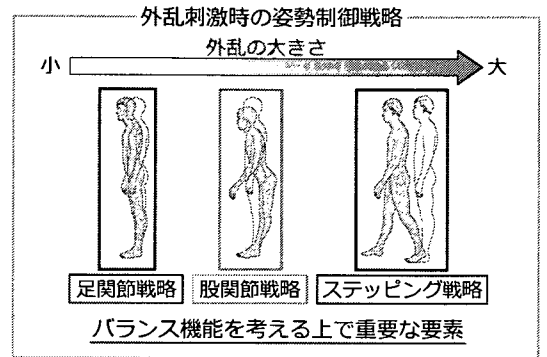 外乱刺激時の姿勢制御戦略
外乱の大きさ
小 大
足関節戦略 股関節戦略 ステッピング戦略
バランス機能を考える上で重要な要素